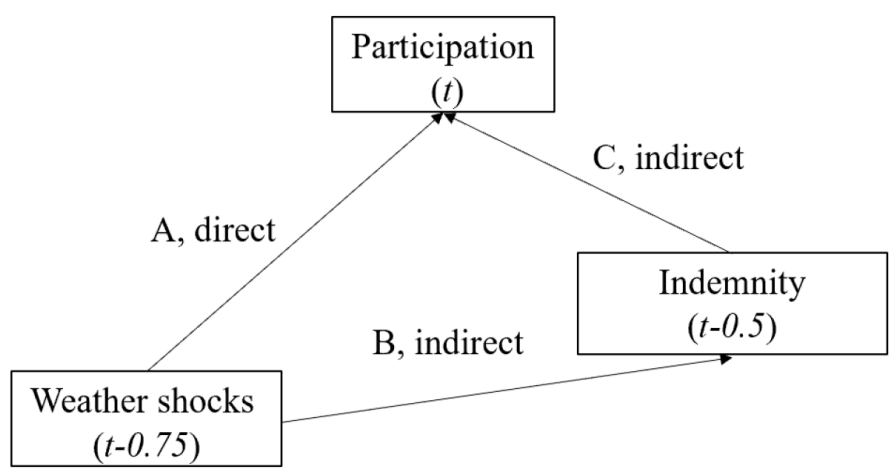 Participation
(t)
C, indirect
A, direct
Indemnity
(t-0.5)
B, indirect
Weather shocks
(t-0.75)